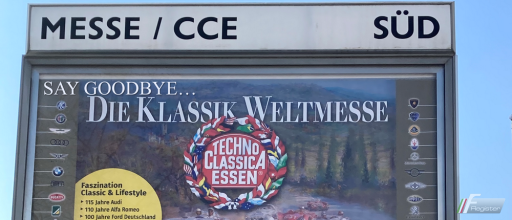 MESSE / CCE SÜD
SAY GOODBYE...
DIE KLASSIK WELTMESSE
TECHNO
CLASSICA
ESSEN
Faszination
Classic & Lifestyle
• 115 Jahre Audi
• 110 Jahre Alfa Romeo
• 100 Jahre Ford Deutschland
Register